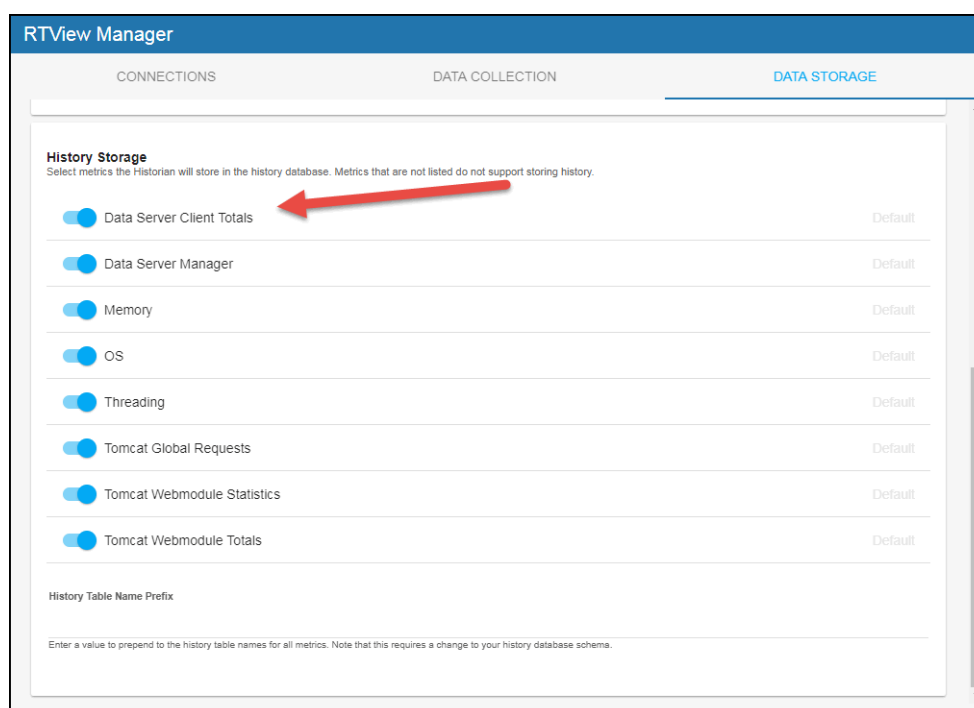 RTView Manager
CONNECTIONS
DATA COLLECTION
DATA STORAGE
History Storage
Select metrics the Historian will store in the history database. Metrics that are not listed do not support storing history.
Data Server Client Totals Default
Data Server Manager Default
Memory Default
OS Default
Threading Default
Tomcat Global Requests Default
Tomcat Webmodule Statistics Default
Tomcat Webmodule Totals Default
History Table Name Prefix
Enter a value to prepend to the history table names for all metrics. Note that this requires a change to your history database schema.